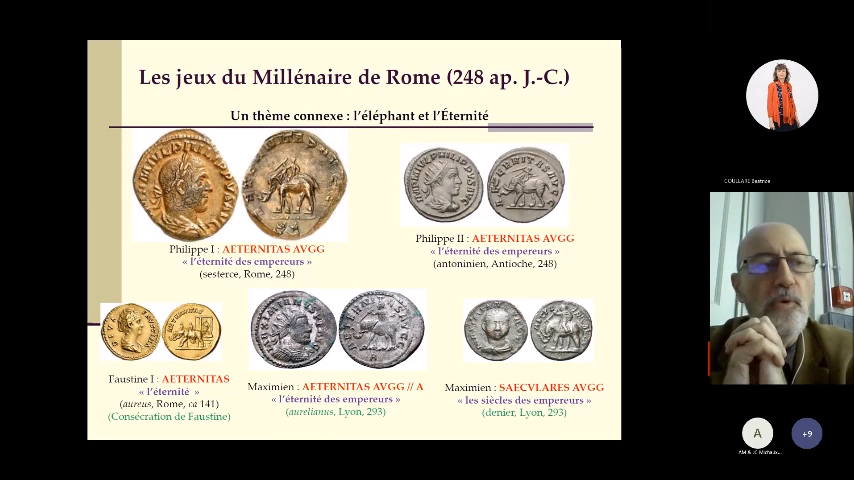 Les jeux du Millénaire de Rome (248 ap. J.-C.)
Un thème connexe : l'éléphant et l'Éternité
Philippe I : AETERNITAS AVGG
« l'éternité des empereurs »
(sesterce, Rome, 248)
Philippe II : AETERNITAS AVGG
« l'éternité des empereurs »
(antoninien, Antioche, 248)
Faustine I : AETERNITAS
« l'éternité »
(aureus, Rome, ca 141)
(Consécration de Faustine)
Maximien : AETERNITAS AVGG // A
« l'éternité des empereurs »
(aurelianus, Lyon, 293)
Maximien : SAECVLARES AVGG
« les siècles des empereurs »
(denier, Lyon, 293)
COULLARE Béatrice
A
+9